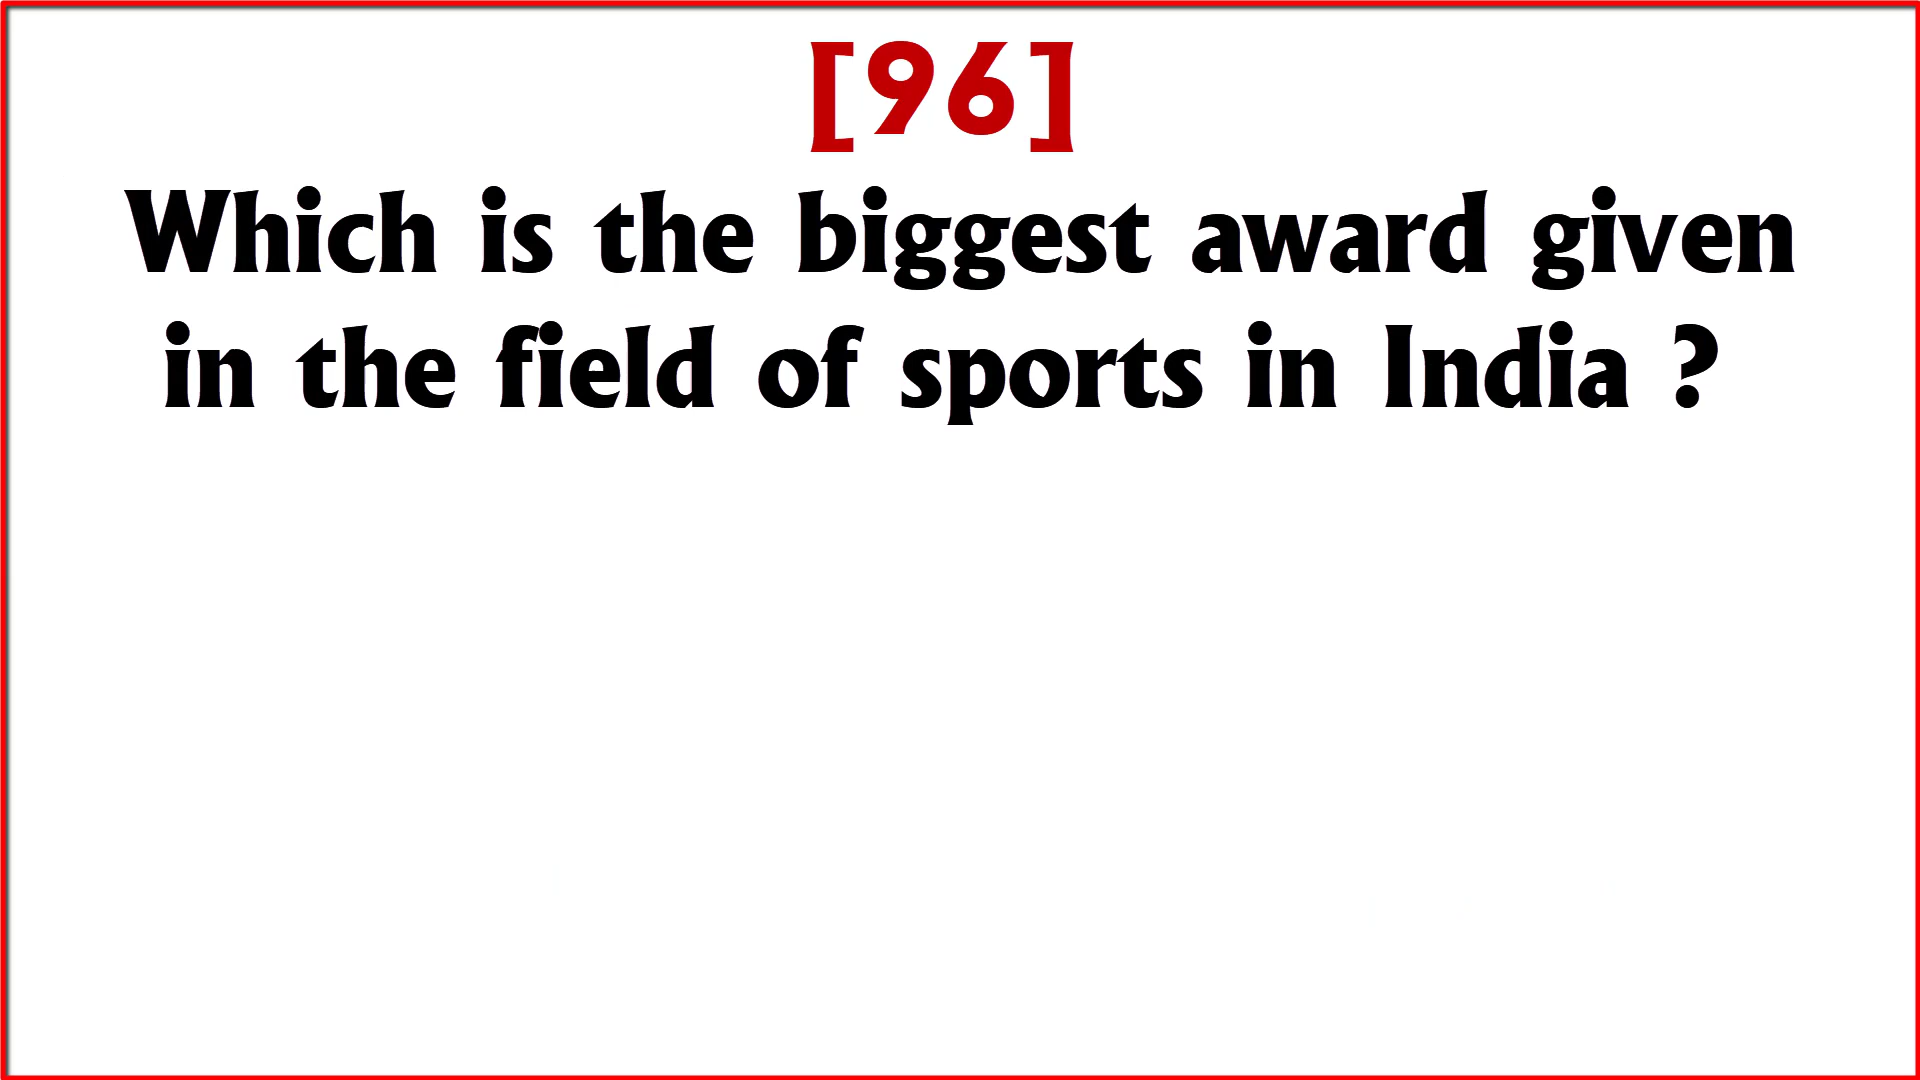 [96]
Which is the biggest award given
in the field of sports in India ?